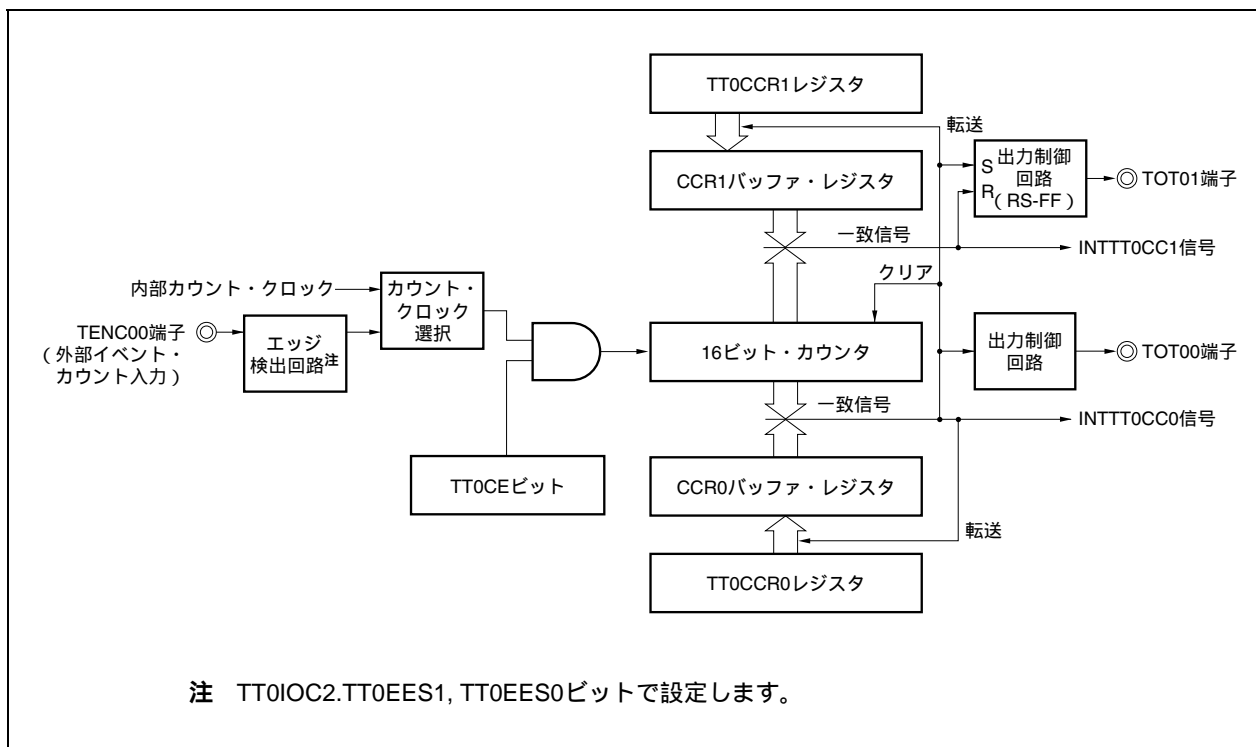 TT0CCR1レジスタ
転送
CCR1バッファ・レジスタ
S 出力制御
回路
R（RS-FF）
TOT01端子
一致信号
INTTT0CC1信号
クリア
内部カウント・クロック
カウント・
クロック
選択
TENC00端子
（外部イベント・
カウント入力）
エッジ
検出回路注
16ビット・カウンタ
出力制御
回路
TOT00端子
一致信号
INTTT0CC0信号
TT0CEビット
CCR0バッファ・レジスタ
転送
TT0CCR0レジスタ
注 TT0IOC2.TT0EES1, TT0EES0ビットで設定します。